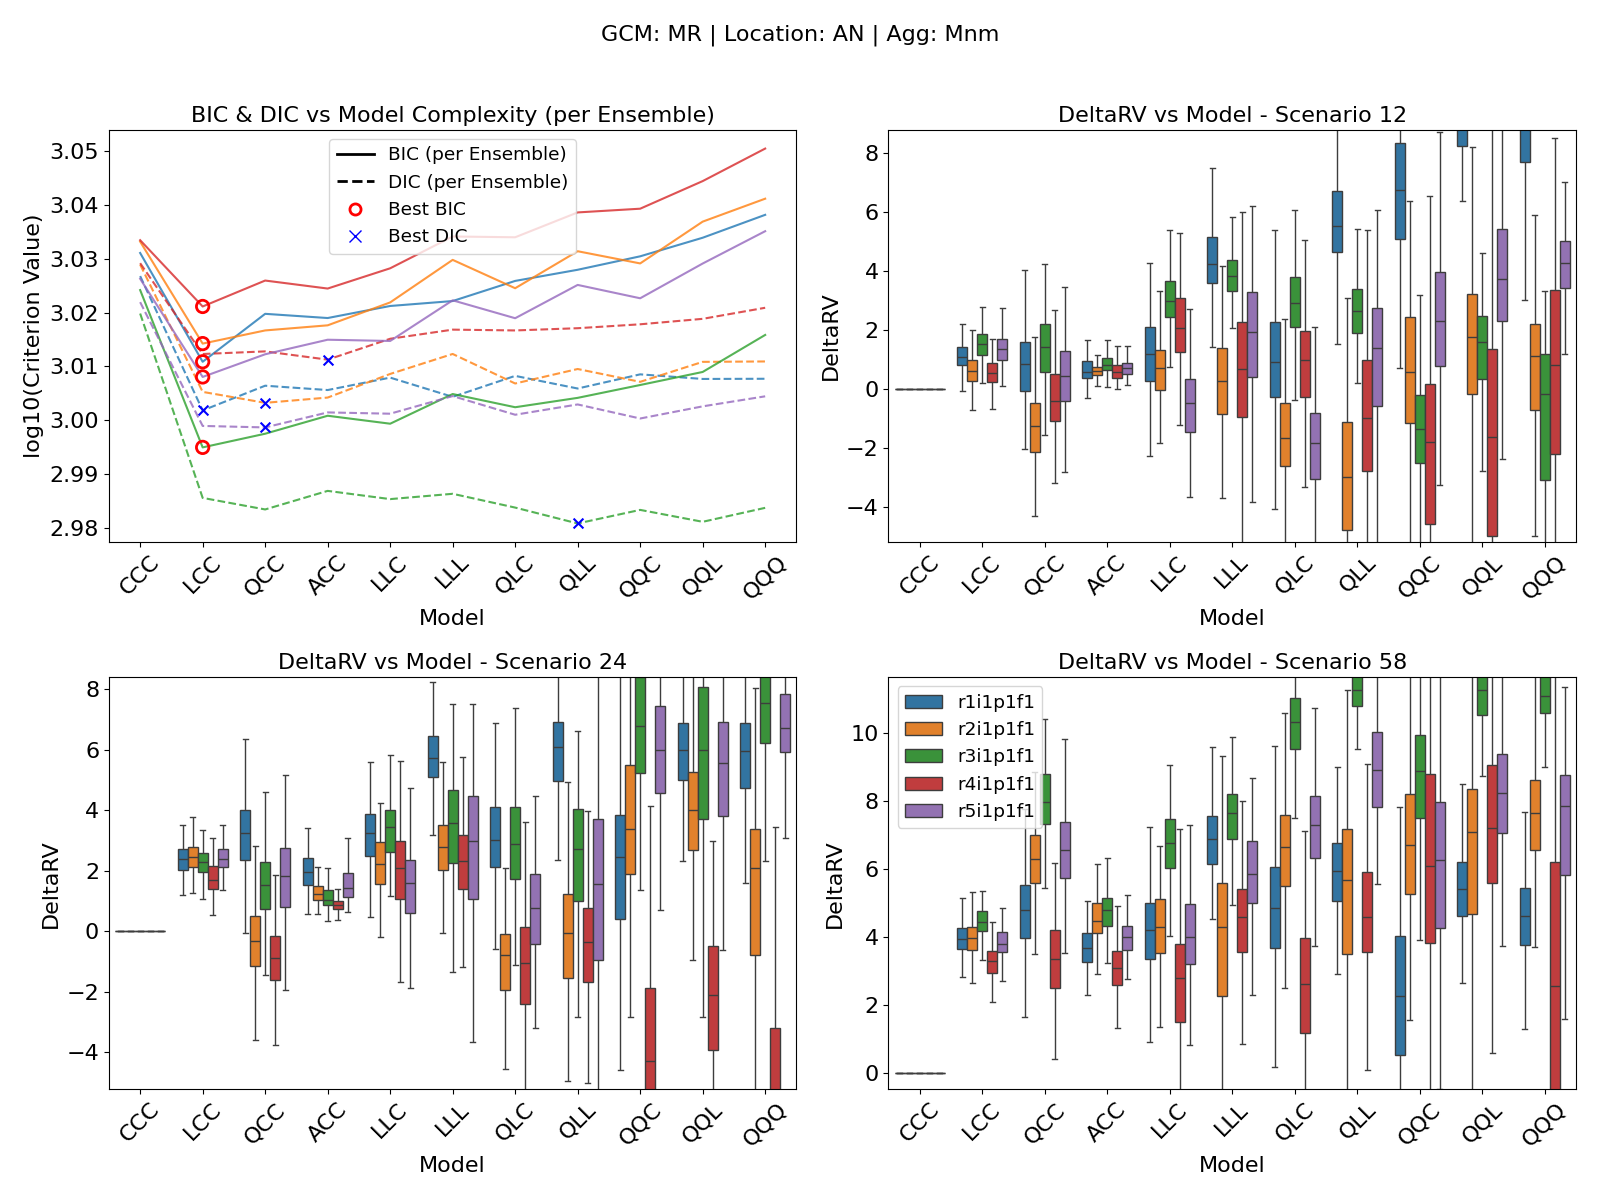 GCM: MR | Location: AN | Agg: Mnm
BIC & DIC vs Model Complexity (per Ensemble)
log10(Criterion Value)
3.05
3.04
3.03
3.02
3.01
3.00
2.99
2.98
BIC (per Ensemble)
DIC (per Ensemble)
Best BIC
Best DIC
CCC LCC QCC ACC LLC LLL QLC QLL QQC QQL QQQ
Model
DeltaRV vs Model - Scenario 12
DeltaRV
8
6
4
2
0
−2
−4
CCC LCC QCC ACC LLC LLL QLC QLL QQC QQL QQQ
Model
DeltaRV vs Model - Scenario 24
DeltaRV
8
6
4
2
0
−2
−4
CCC LCC QCC ACC LLC LLL QLC QLL QQC QQL QQQ
Model
DeltaRV vs Model - Scenario 58
DeltaRV
10
8
6
4
2
0
r1i1p1f1
r2i1p1f1
r3i1p1f1
r4i1p1f1
r5i1p1f1
CCC LCC QCC ACC LLC LLL QLC QLL QQC QQL QQQ
Model